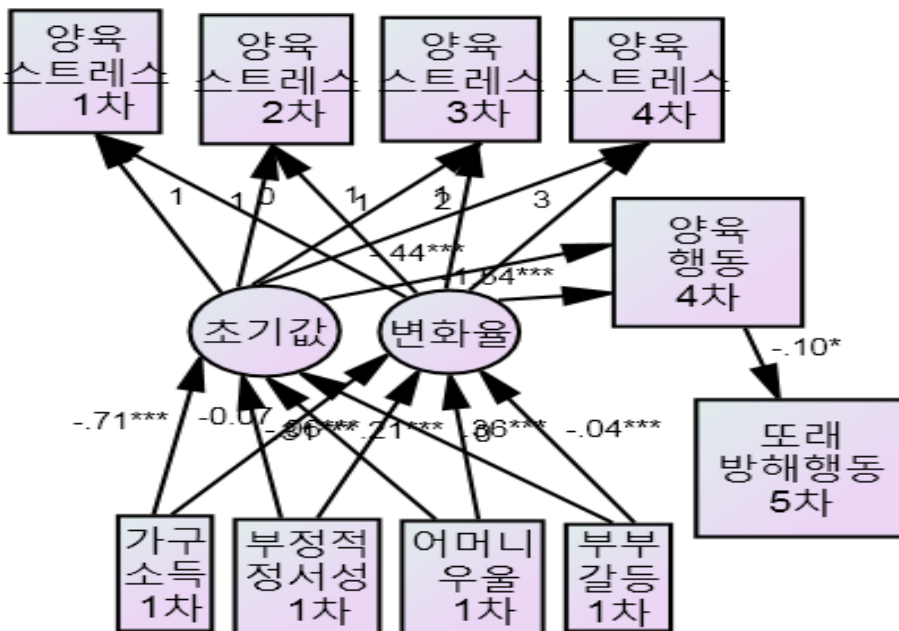 양육
스트레스
1차
양육
스트레스
2차
양육
스트레스
3차
양육
스트레스
4차
1
1
0
1
1
2
3
-.44***
양육
행동
4차
초기값
변화율
-.10*
-.71***
-0.07
.21***
-.04***
또래
방해행동
5차
가구
소득
1차
부정적
정서성
1차
어머니
우울
1차
부부
갈등
1차